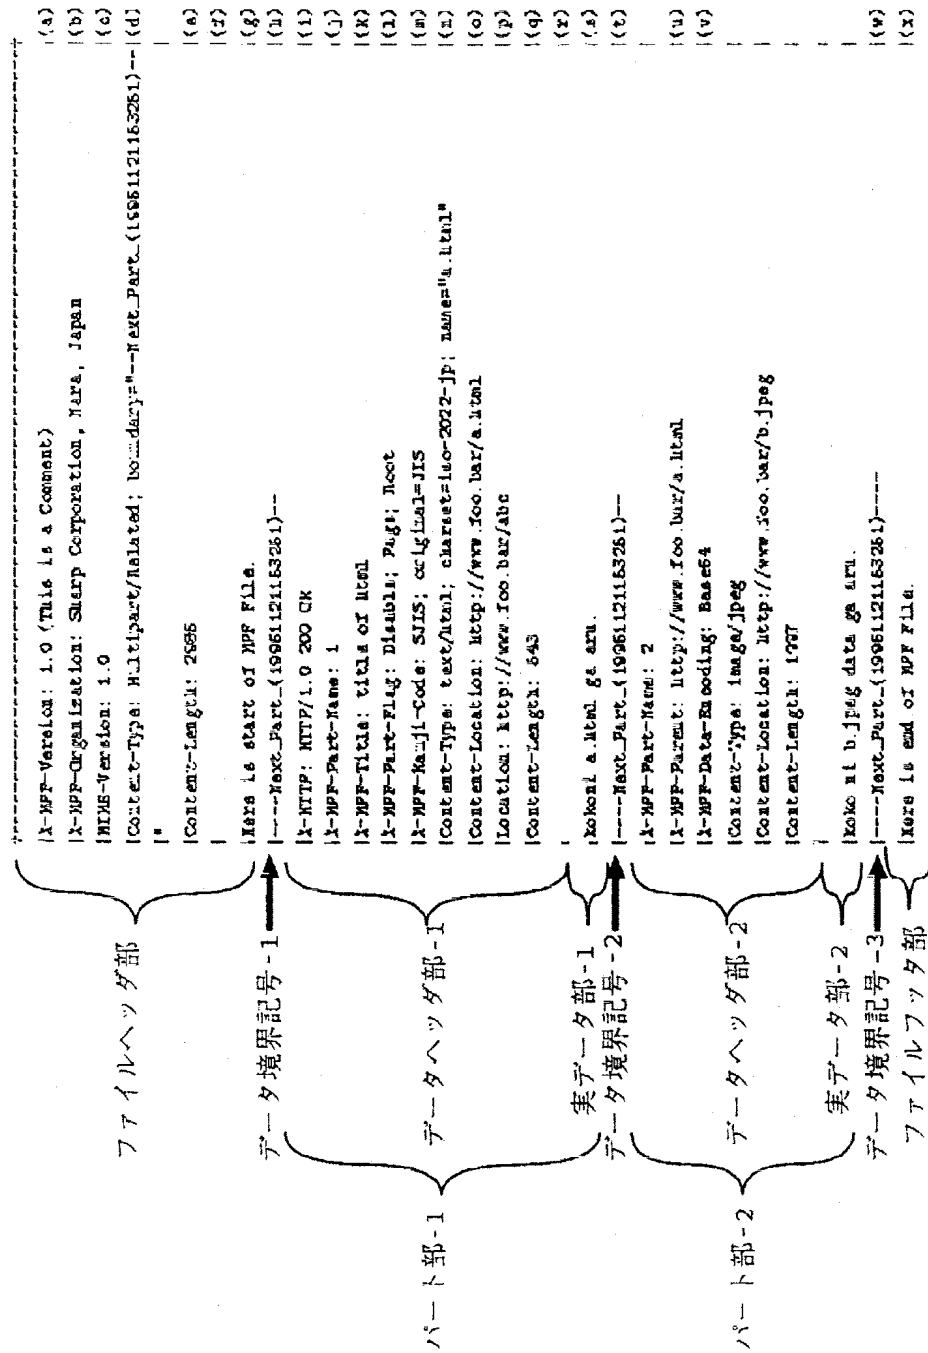 |X-MPF-Version: 1.0 (This is a Comment) |(a)
|X-MPF-Organization: Sharp Corporation, Nara, Japan |(b)
|MIME-Version: 1.0 |(c)
|Content-Type: Multipart/Related; boundary="--Next_Part_(19951121153251)--|(d)
|" |
|Content-Length: 2986 |(e)
| |(f)
|Here is start of MPF File. |(g)
|----Next_Part_(19951121153251)-- |(h)
|X-HTTP: HTTP/1.0 200 OK |(i)
|X-MPF-Part-Name: 1 |(j)
|X-MPF-Title: title of html |(k)
|X-MPF-Part-Flag: Disable; Page; Root |(l)
|X-MPF-Kanji-Code: SJIS; original=JIS |(m)
|Content-Type: text/html; charset=iso-2022-jp; name="a.html" |(n)
|Content-Location: http://www.foo.bar/a.html |(o)
|Location: http://www.foo.bar/abc |(p)
|Content-Length: 543 |(q)
| |(r)
|Kokoni a.html ga aru. |(s)
|----Next_Part_(19951121153251)-- |(t)
|X-MPF-Part-Name: 2 |
|X-MPF-Parent: http://www.foo.bar/a.html |(u)
|X-MPF-Data-Encoding: Base64 |(v)
|Content-Type: image/jpeg |
|Content-Location: http://www.foo.bar/b.jpeg |
|Content-Length: 1997 |
| |
|Koko ni b.jpeg data ga aru. |
|----Next_Part_(19951121153251)---- |(w)
|Here is end of MPF File. |(x)
ファイルヘッダ部
データ境界記号-1
データヘッダ部-1
実データ部-1
データ境界記号-2
データヘッダ部-2
実データ部-2
データ境界記号-3
ファイルフッタ部
パート部-1
パート部-2